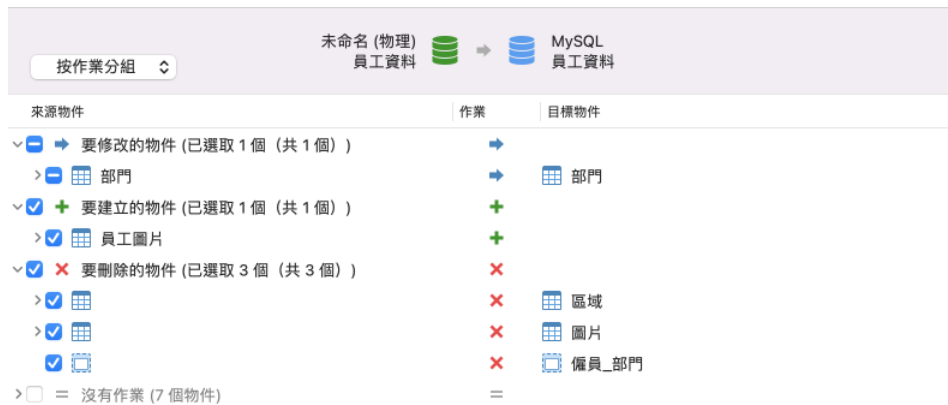 未命名 (物理)
員工資料
MySQL
員工資料
按作業分組
來源物件 作業 目標物件
要修改的物件 (已選取 1 個（共 1 個）)
部門 部門
要建立的物件 (已選取 1 個（共 1 個）)
員工圖片
要刪除的物件 (已選取 3 個（共 3 個）)
區域
圖片
僱員_部門
沒有作業 (7 個物件)